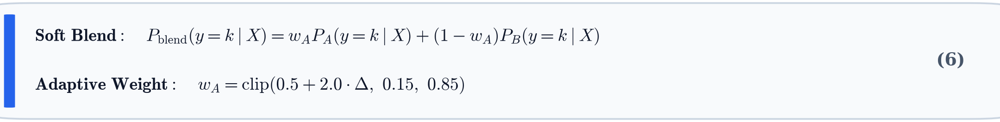 Soft Blend : P_blend(y = k | X) = w_A P_A(y = k | X) + (1 − w_A)P_B(y = k | X)
(6)
Adaptive Weight : w_A = clip(0.5 + 2.0 · Δ, 0.15, 0.85)